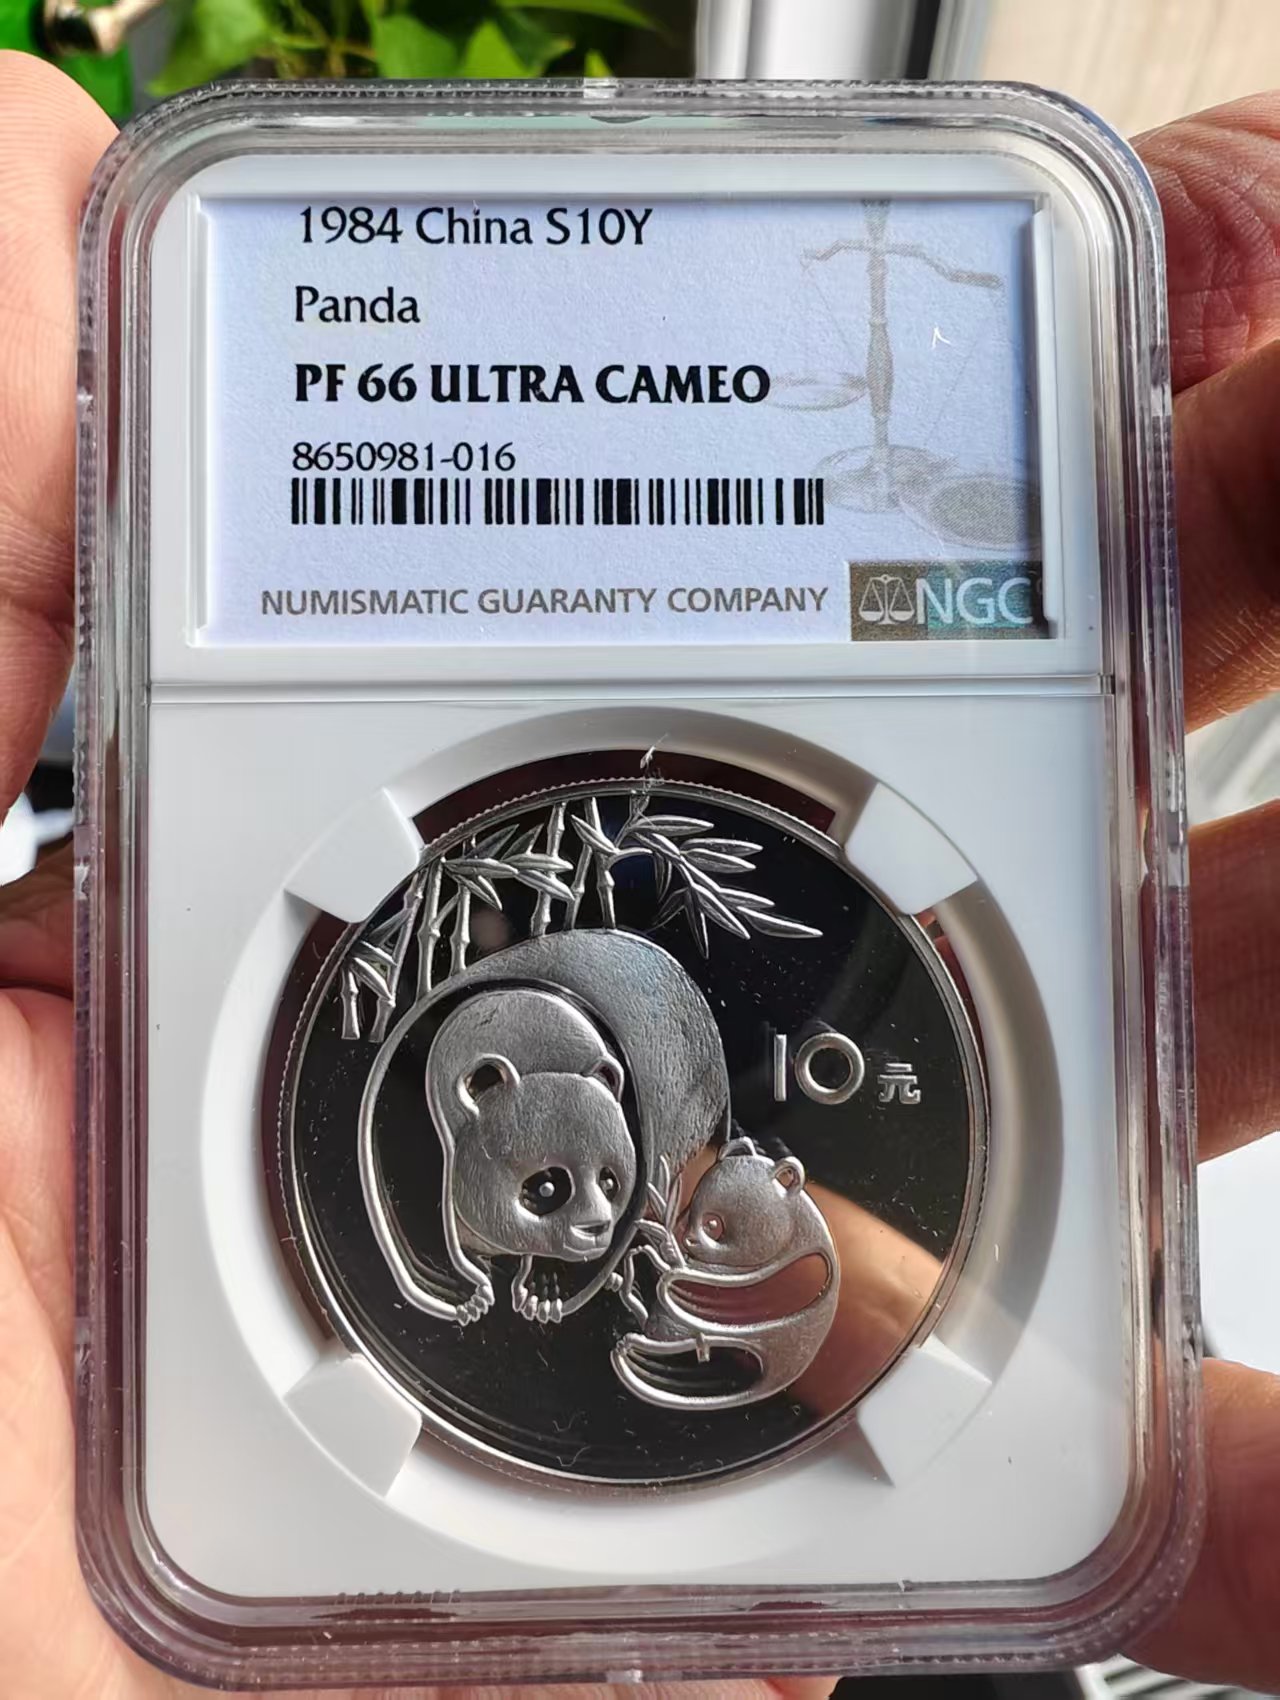 1984 China S10Y
Panda
PF 66 ULTRA CAMEO
8650981-016
NUMISMATIC GUARANTY COMPANY
NGC
10元